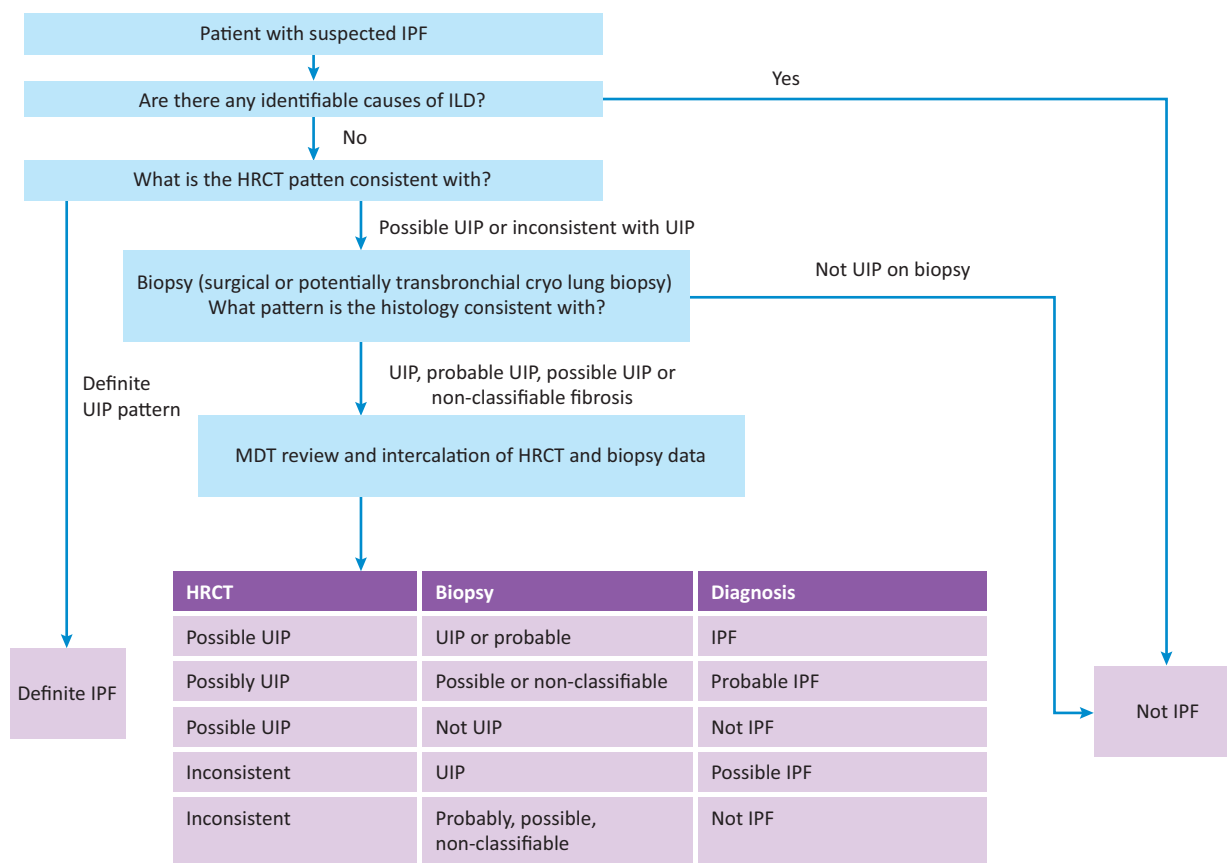 Patient with suspected IPF
Are there any identifiable causes of ILD?
Yes
No
What is the HRCT patten consistent with?
Possible UIP or inconsistent with UIP
Biopsy (surgical or potentially transbronchial cryo lung biopsy)
What pattern is the histology consistent with?
Not UIP on biopsy
Definite
UIP pattern
UIP, probable UIP, possible UIP or
non-classifiable fibrosis
MDT review and intercalation of HRCT and biopsy data
HRCT Biopsy Diagnosis
Possible UIP UIP or probable IPF
Possibly UIP Possible or non-classifiable Probable IPF
Possible UIP Not UIP Not IPF
Inconsistent UIP Possible IPF
Inconsistent Probably, possible, Not IPF
non-classifiable
Definite IPF
Not IPF